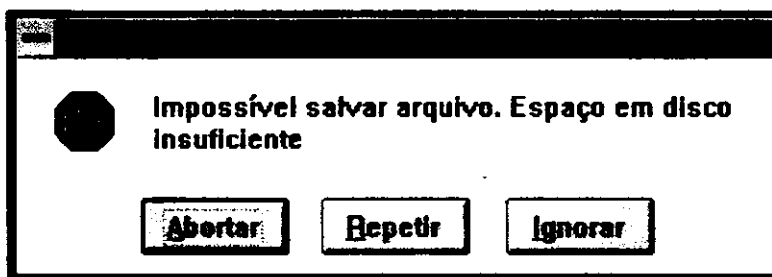 Impossível salvar arquivo. Espaço em disco
insuficiente
Abortar Repetir Ignorar